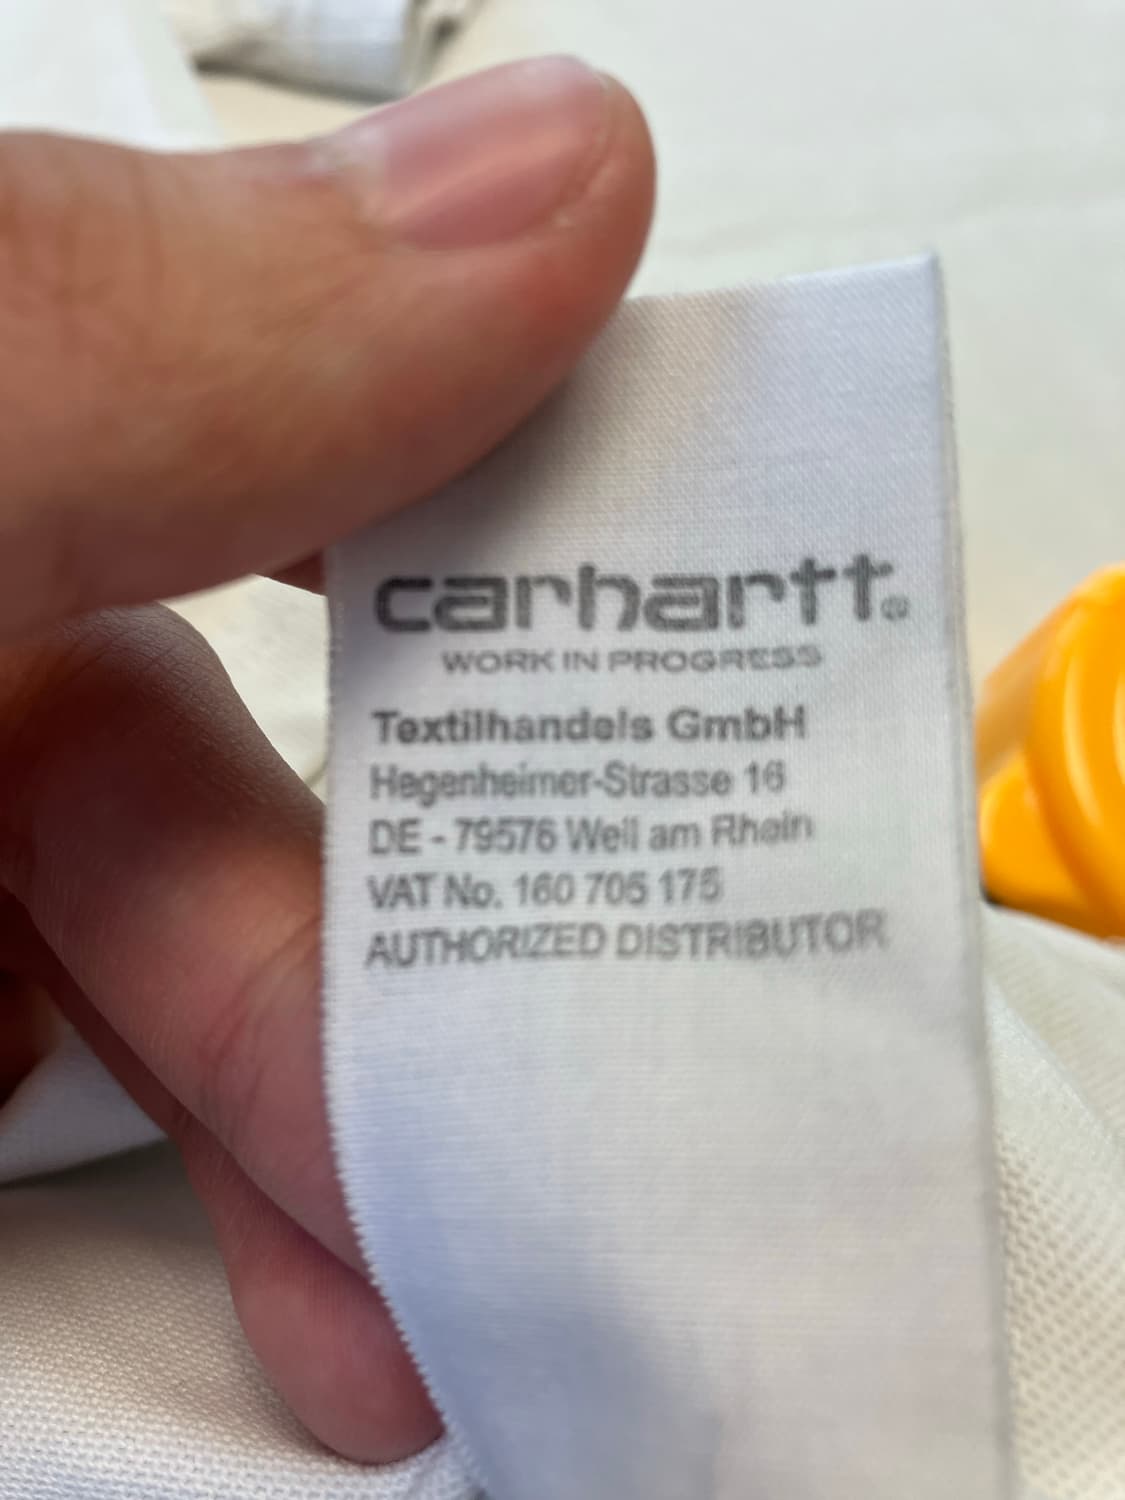 carhartt®
WORK IN PROGRESS
Textilhandels GmbH
Hegenheimer-Strasse 16
DE - 79576 Weil am Rhein
VAT No. 160 705 175
AUTHORIZED DISTRIBUTOR